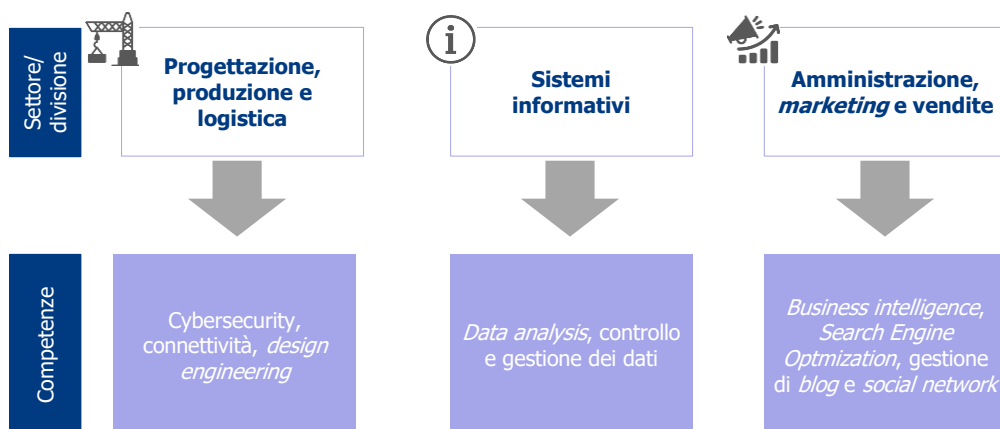 Settore/
divisione
Progettazione,
produzione e
logistica
Sistemi
informativi
Amministrazione,
marketing e vendite
Competenze
Cybersecurity,
connettività, design
engineering
Data analysis, controllo
e gestione dei dati
Business intelligence,
Search Engine
Optmization, gestione
di blog e social network